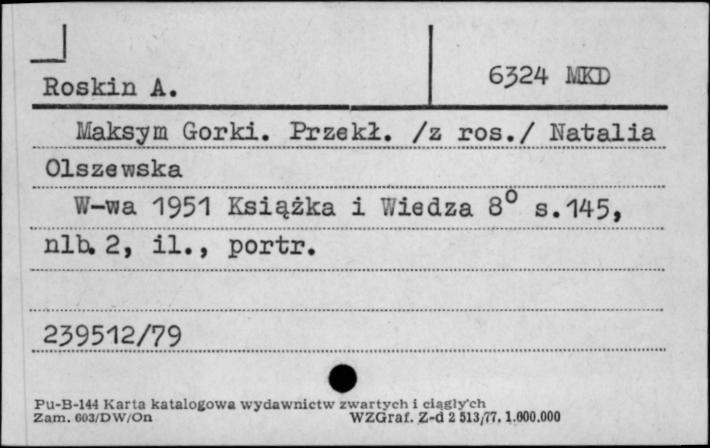 Roskin A.
6324 MKD
Maksym Gorki. Przekł. /z ros./ Natalia
Olszewska
W-wa 1951 Książka i Wiedza 8° s.145,
nlb.2, il., portr.
239512/79
Pu-B-144 Karta katalogowa wydawnictw zwartych i ciągłych
Zam. 603/DW/On WZGraf. Z-d 2 513/77. 1.000.000